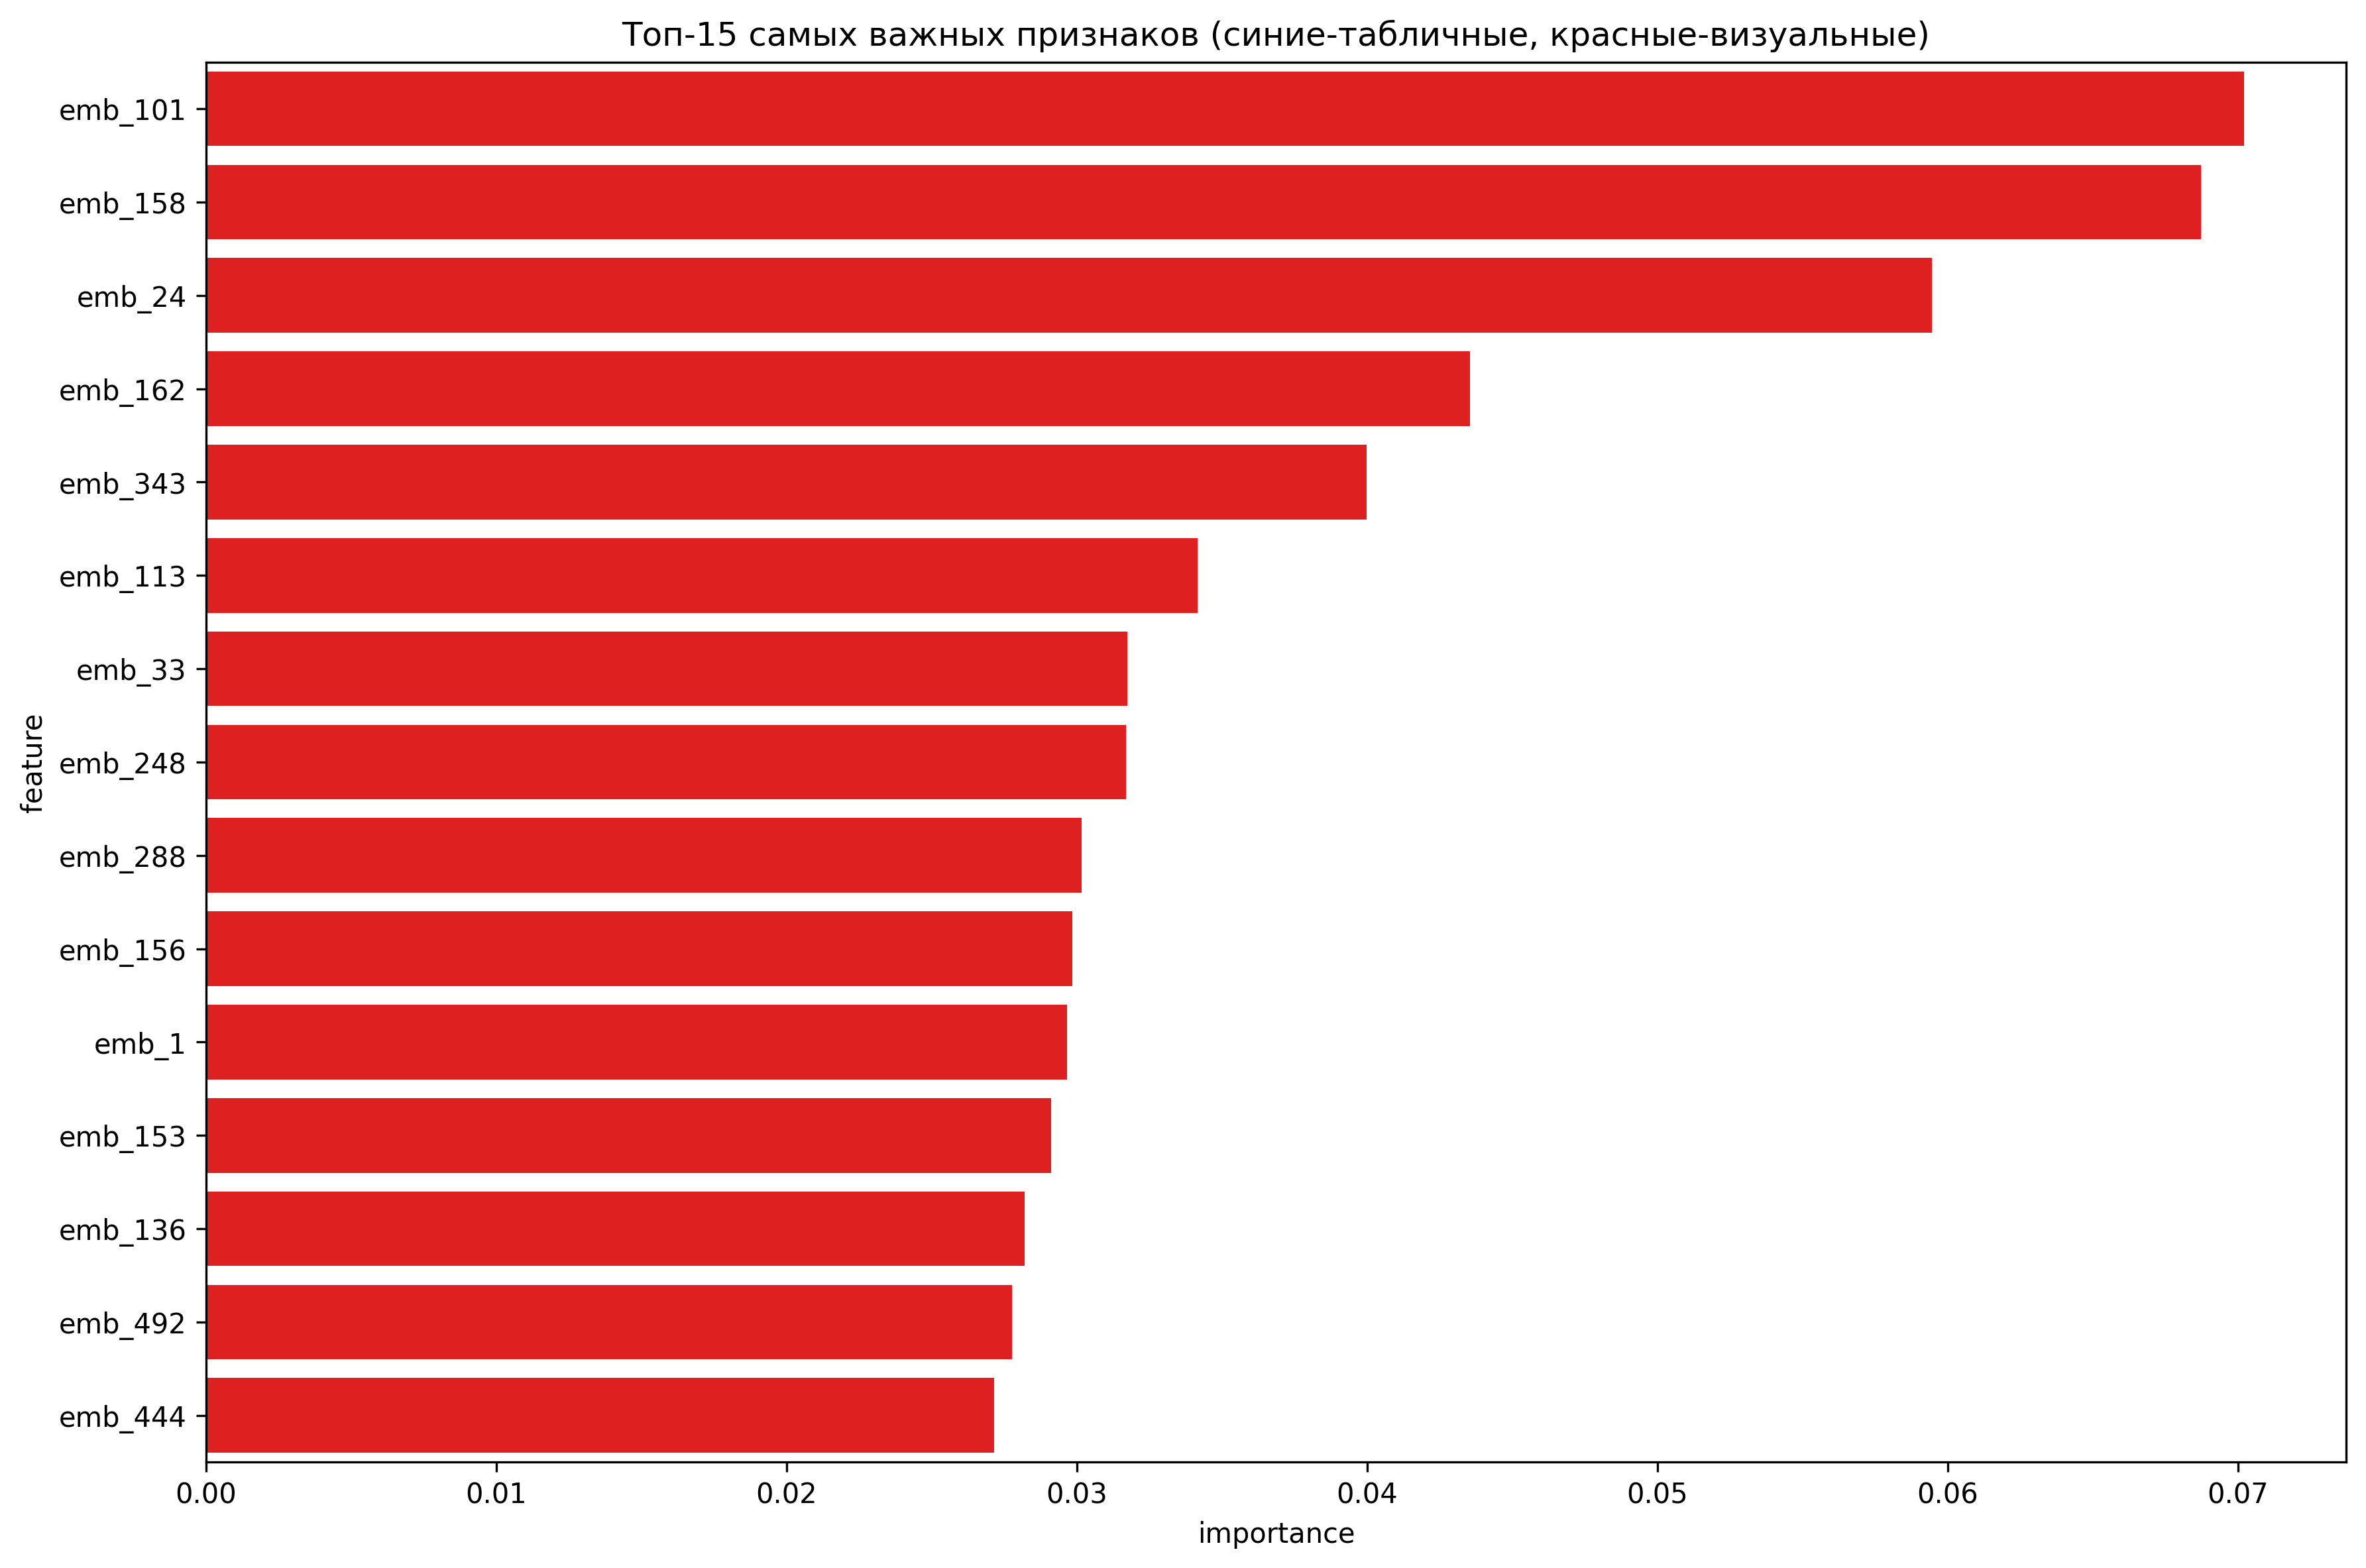 Топ-15 самых важных признаков (синие-табличные, красные-визуальные)
feature
emb_101
emb_158
emb_24
emb_162
emb_343
emb_113
emb_33
emb_248
emb_288
emb_156
emb_1
emb_153
emb_136
emb_492
emb_444
0.00 0.01 0.02 0.03 0.04 0.05 0.06 0.07
importance